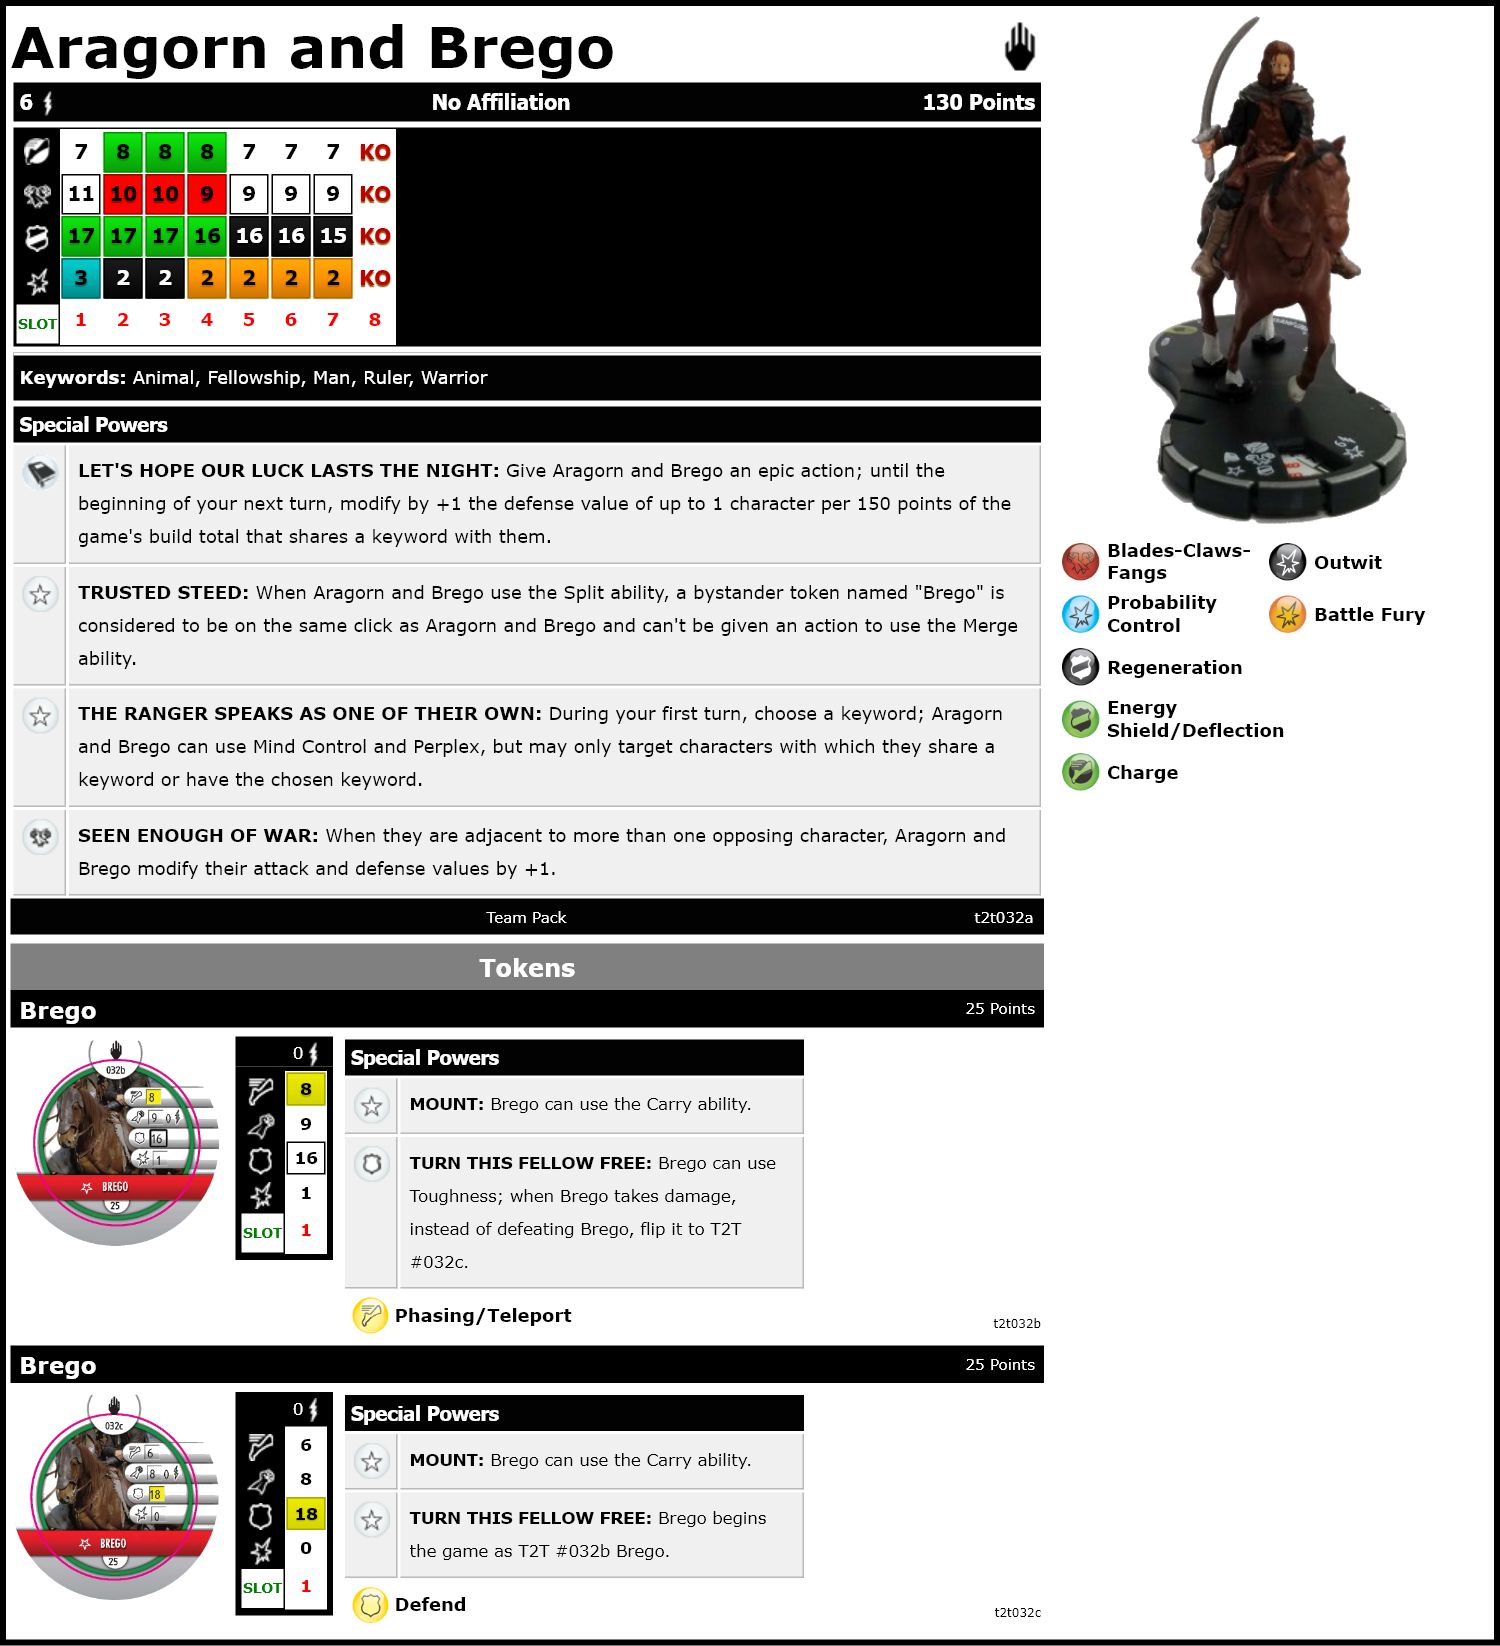 Aragorn and Brego
6 No Affiliation 130 Points
7 8 8 8 7 7 7 KO
11 10 10 9 9 9 9 KO
17 17 17 16 16 16 15 KO
3 2 2 2 2 2 2 KO
SLOT 1 2 3 4 5 6 7 8
Keywords: Animal, Fellowship, Man, Ruler, Warrior
Special Powers
LET'S HOPE OUR LUCK LASTS THE NIGHT: Give Aragorn and Brego an epic action; until the
beginning of your next turn, modify by +1 the defense value of up to 1 character per 150 points of the
game's build total that shares a keyword with them.
TRUSTED STEED: When Aragorn and Brego use the Split ability, a bystander token named "Brego" is
considered to be on the same click as Aragorn and Brego and can't be given an action to use the Merge
ability.
THE RANGER SPEAKS AS ONE OF THEIR OWN: During your first turn, choose a keyword; Aragorn
and Brego can use Mind Control and Perplex, but may only target characters with which they share a
keyword or have the chosen keyword.
SEEN ENOUGH OF WAR: When they are adjacent to more than one opposing character, Aragorn and
Brego modify their attack and defense values by +1.
Team Pack t2t032a
Blades-Claws-
Fangs
Outwit
Probability
Control
Battle Fury
Regeneration
Energy
Shield/Deflection
Charge
Tokens
Brego 25 Points
032b
8
9 0
16
1
BREGO
25
0
8
9
16
1
SLOT 1
Special Powers
MOUNT: Brego can use the Carry ability.
TURN THIS FELLOW FREE: Brego can use
Toughness; when Brego takes damage,
instead of defeating Brego, flip it to T2T
#032c.
Phasing/Teleport
t2t032b
Brego 25 Points
032c
6
8 0
18
0
BREGO
25
0
6
8
18
0
SLOT 1
Special Powers
MOUNT: Brego can use the Carry ability.
TURN THIS FELLOW FREE: Brego begins
the game as T2T #032b Brego.
Defend
t2t032c